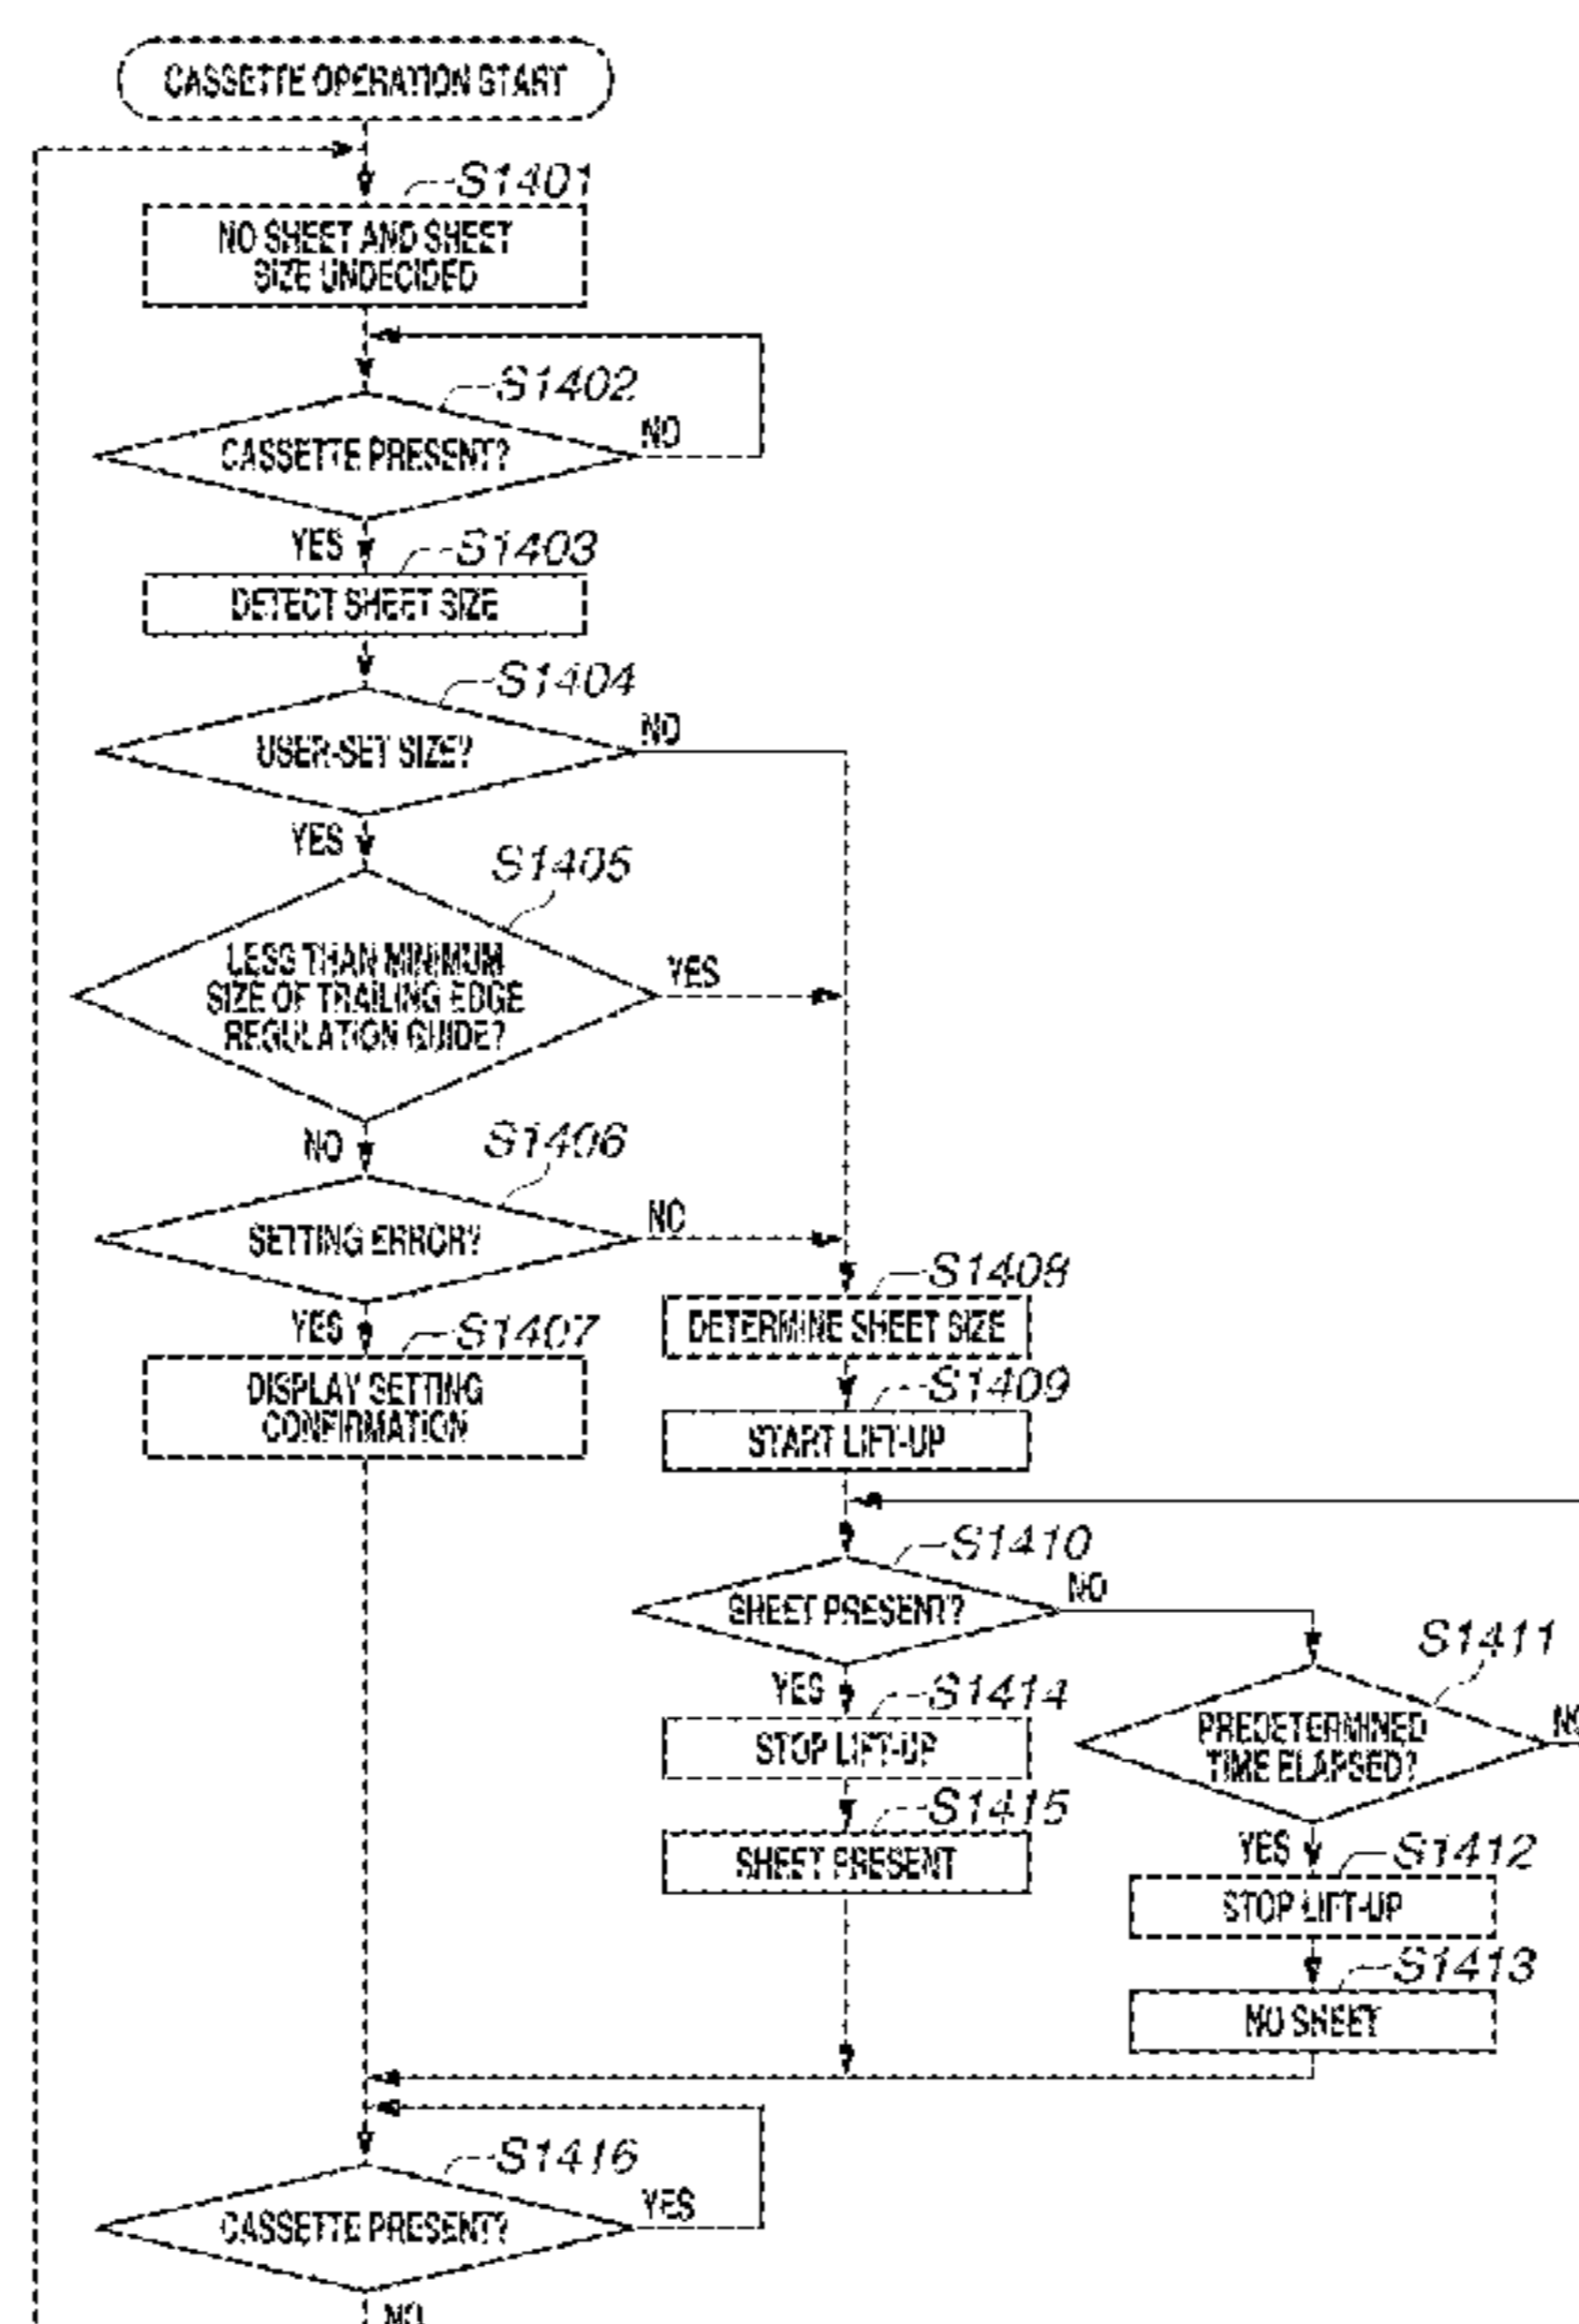 CASSETTE OPERATION START
S1401
NO SHEET AND SHEET
SIZE UNDECIDED
S1402
CASSETTE PRESENT?
NO
YES
S1403
DETECT SHEET SIZE
S1404
USER-SET SIZE?
NO
YES
S1405
LESS THAN MINIMUM
SIZE OF TRAILING EDGE
REGULATION GUIDE?
YES
NO
S1406
SETTING ERROR?
NO
YES
S1407
DISPLAY SETTING
CONFIRMATION
S1408
DETERMINE SHEET SIZE
S1409
START LIFT-UP
S1410
SHEET PRESENT?
NO
S1411
PREDETERMINED
TIME ELAPSED?
NO
YES
S1414
STOP LIFT-UP
S1415
SHEET PRESENT
YES
S1412
STOP LIFT-UP
S1413
NO SHEET
S1416
CASSETTE PRESENT?
YES
NO